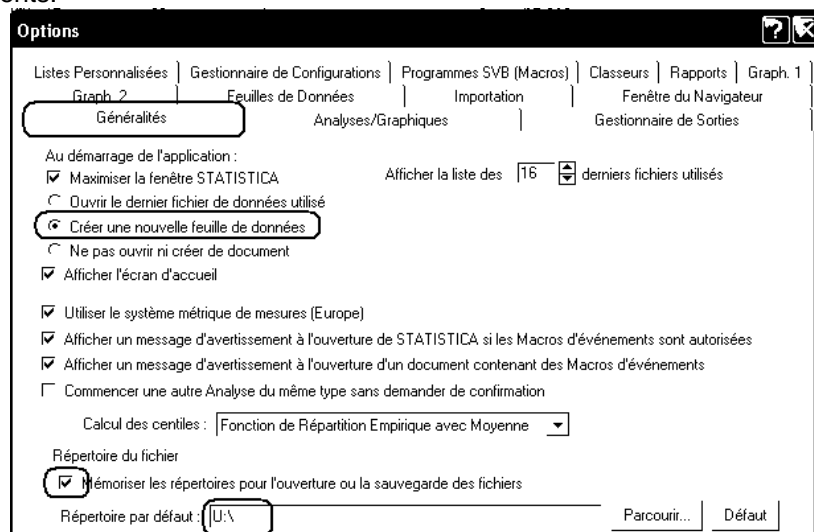 Options
Listes Personnalisées Gestionnaire de Configurations Programmes SVB (Macros) Classeurs Rapports Graph. 1
Graph. 2 Feuilles de Données Importation Fenêtre du Navigateur
Généralités Analyses/Graphiques Gestionnaire de Sorties
Au démarrage de l'application :
Maximiser la fenêtre STATISTICA Afficher la liste des 16 derniers fichiers utilisés
Ouvrir le dernier fichier de données utilisé
Créer une nouvelle feuille de données
Ne pas ouvrir ni créer de document
Afficher l'écran d'accueil
Utiliser le système métrique de mesures (Europe)
Afficher un message d'avertissement à l'ouverture de STATISTICA si les Macros d'événements sont autorisées
Afficher un message d'avertissement à l'ouverture d'un document contenant des Macros d'événements
Commencer une autre Analyse du même type sans demander de confirmation
Calcul des centiles : Fonction de Répartition Empirique avec Moyenne
Répertoire du fichier
Mémoriser les répertoires pour l'ouverture ou la sauvegarde des fichiers
Répertoire par défaut : U:\ Parcourir... Défaut